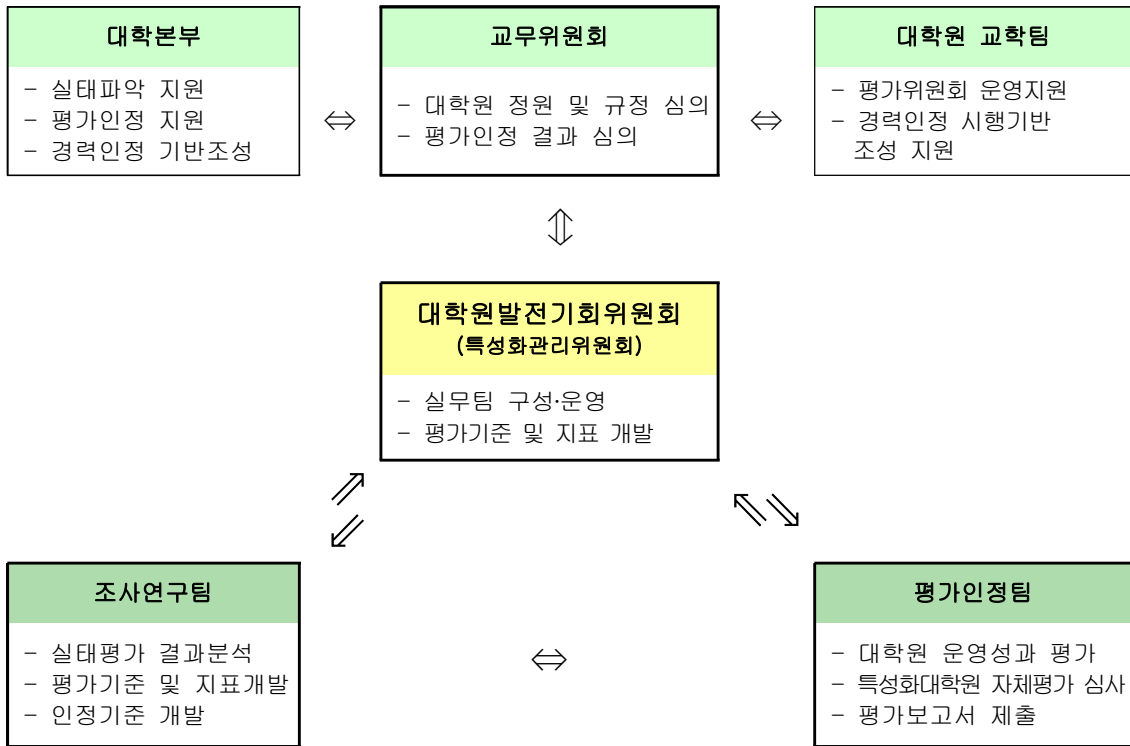 대학본부
- 실태파악 지원
- 평가인정 지원
- 경력인정 기반조성
⇔
교무위원회
- 대학원 정원 및 규정 심의
- 평가인정 결과 심의
⇔
대학원 교학팀
- 평가위원회 운영지원
- 경력인정 시행기반
조성 지원
⇕
대학원발전기회위원회
(특성화관리위원회)
- 실무팀 구성·운영
- 평가기준 및 지표 개발
조사연구팀
- 실태평가 결과분석
- 평가기준 및 지표개발
- 인정기준 개발
⇔
평가인정팀
- 대학원 운영성과 평가
- 특성화대학원 자체평가 심사
- 평가보고서 제출